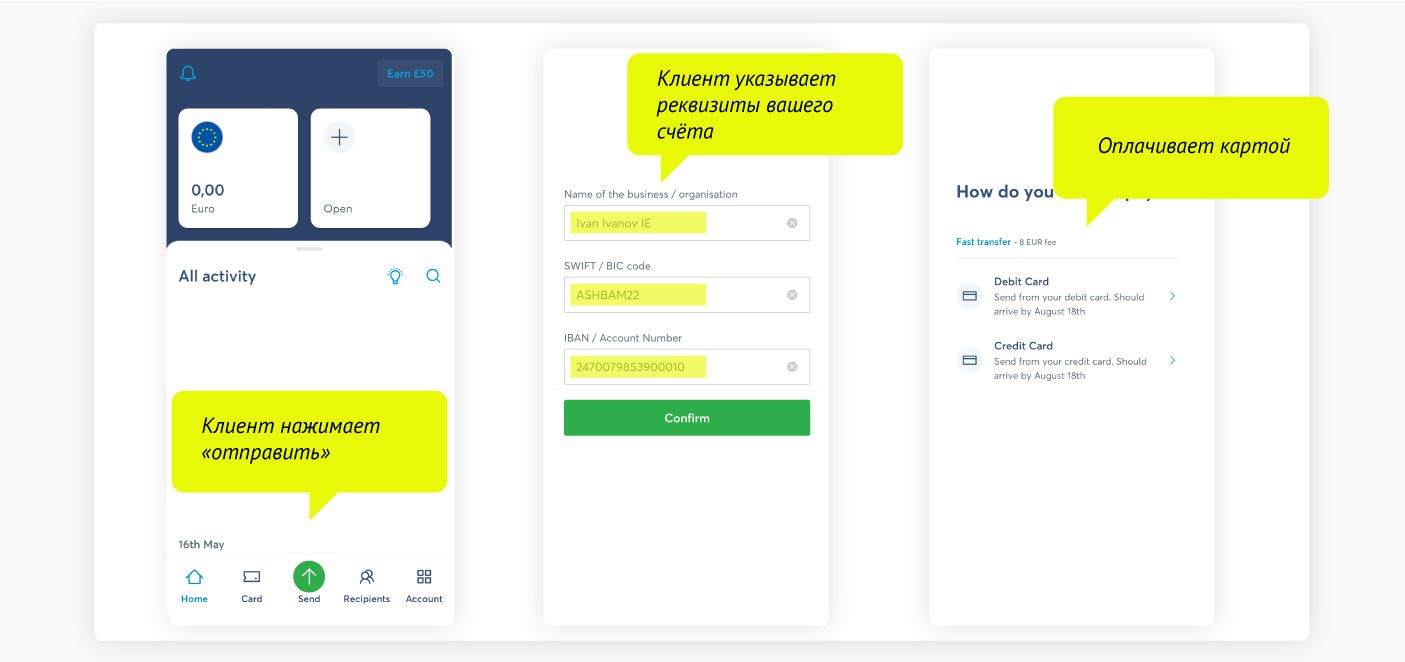 Earn £50
0,00
Euro
Open
All activity
Клиент нажимает
«отправить»
16th May
Home
Card
Send
Recipients
Account
Клиент указывает
реквизиты вашего
счёта
Name of the business / organisation
Ivan Ivanov IE
SWIFT / BIC code
ASHBAM22
IBAN / Account Number
2470079853900010
Confirm
Оплачивает картой
How do you
Fast transfer - 8 EUR fee
Debit Card
Send from your debit card. Should
arrive by August 18th
Credit Card
Send from your credit card. Should
arrive by August 18th